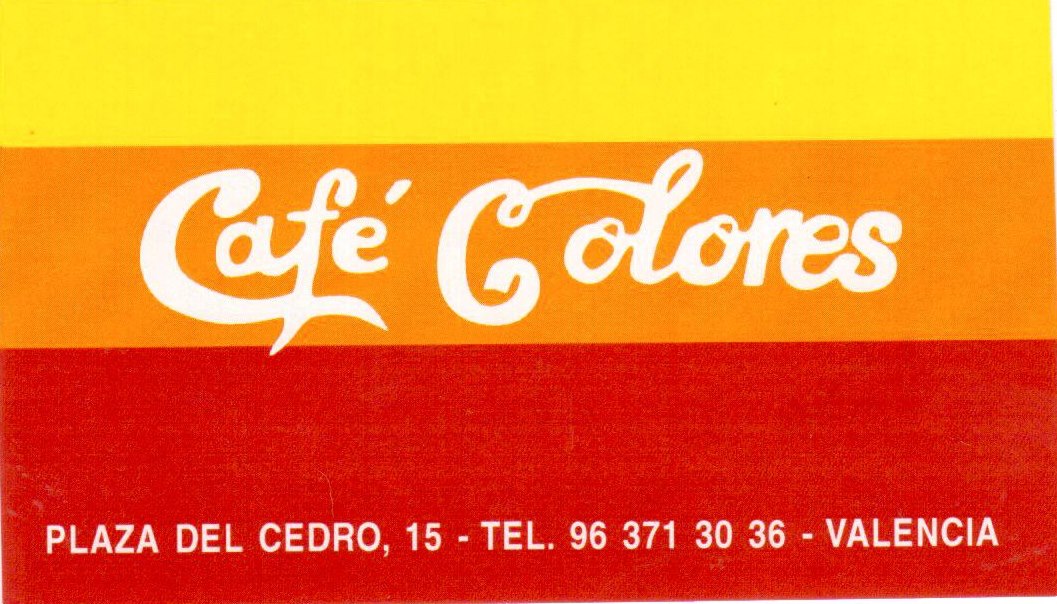 Café Colores
PLAZA DEL CEDRO, 15 - TEL. 96 371 30 36 - VALENCIA